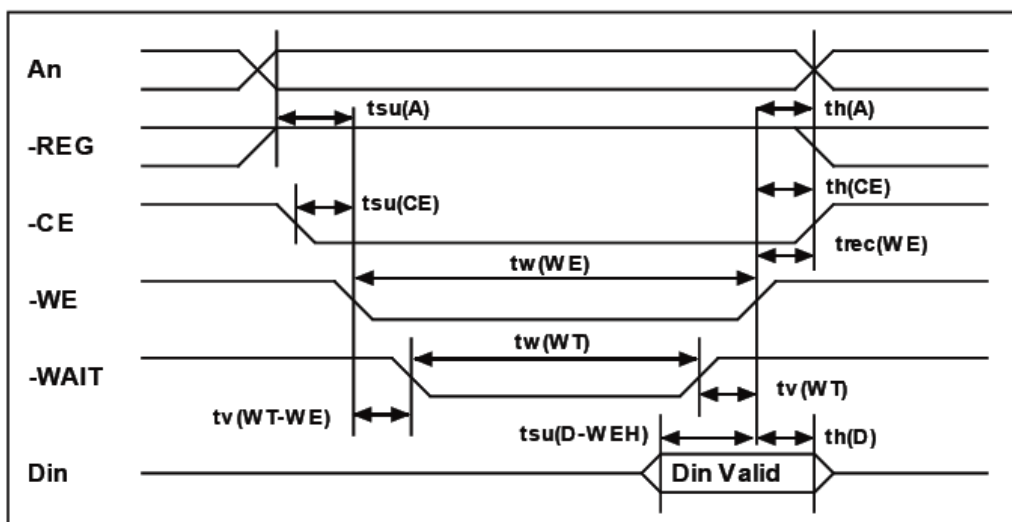 An
tsu(A)
th(A)
-REG
tsu(CE)
th(CE)
-CE
trec(WE)
tw(WE)
-WE
tw(WT)
-WAIT
tv(WT-WE)
tv(WT)
tsu(D-WEH)
th(D)
Din
Din Valid